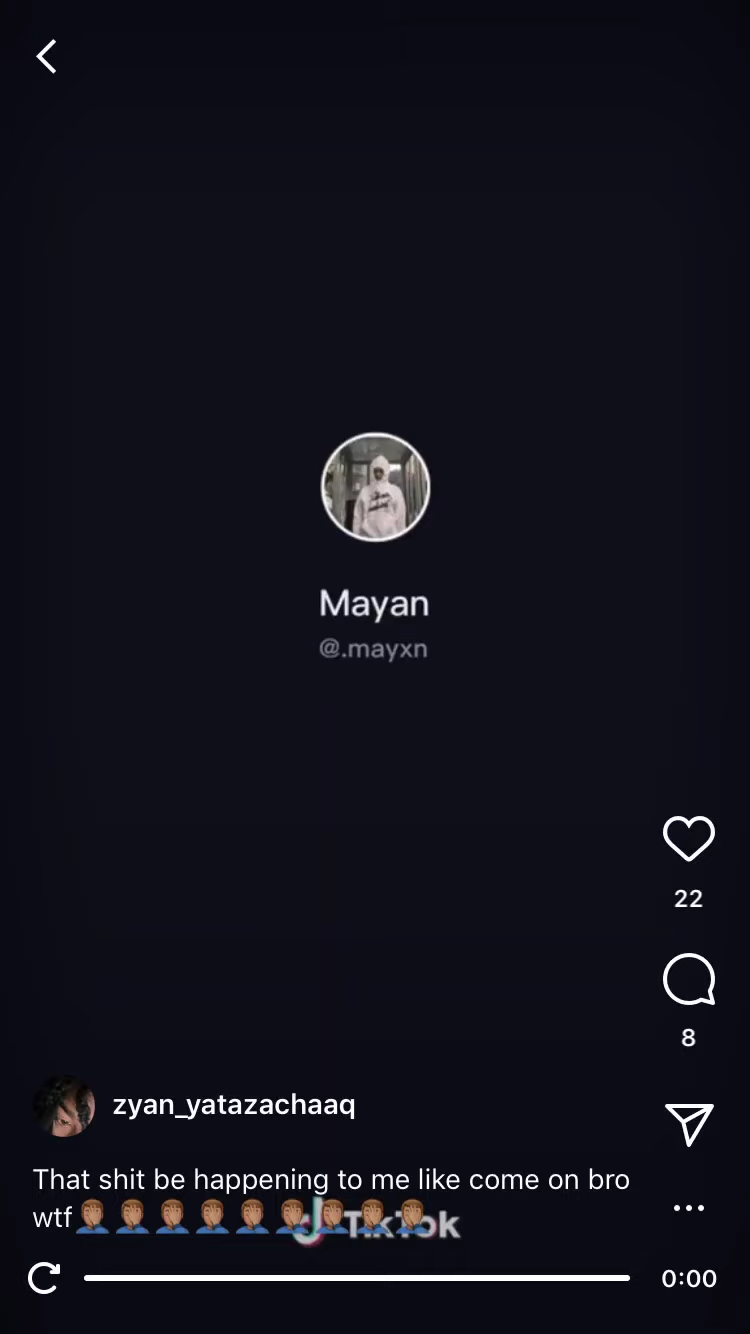 Mayan
@.mayxn
22
8
zyan_yatazachaaq
That shit be happening to me like come on bro
wtf🤦🏽‍♂️🤦🏽‍♂️🤦🏽‍♂️🤦🏽‍♂️🤦🏽‍♂️🤦🏽‍♂️🤦🏽‍♂️🤦🏽‍♂️🤦🏽‍♂️
TikTok
0:00